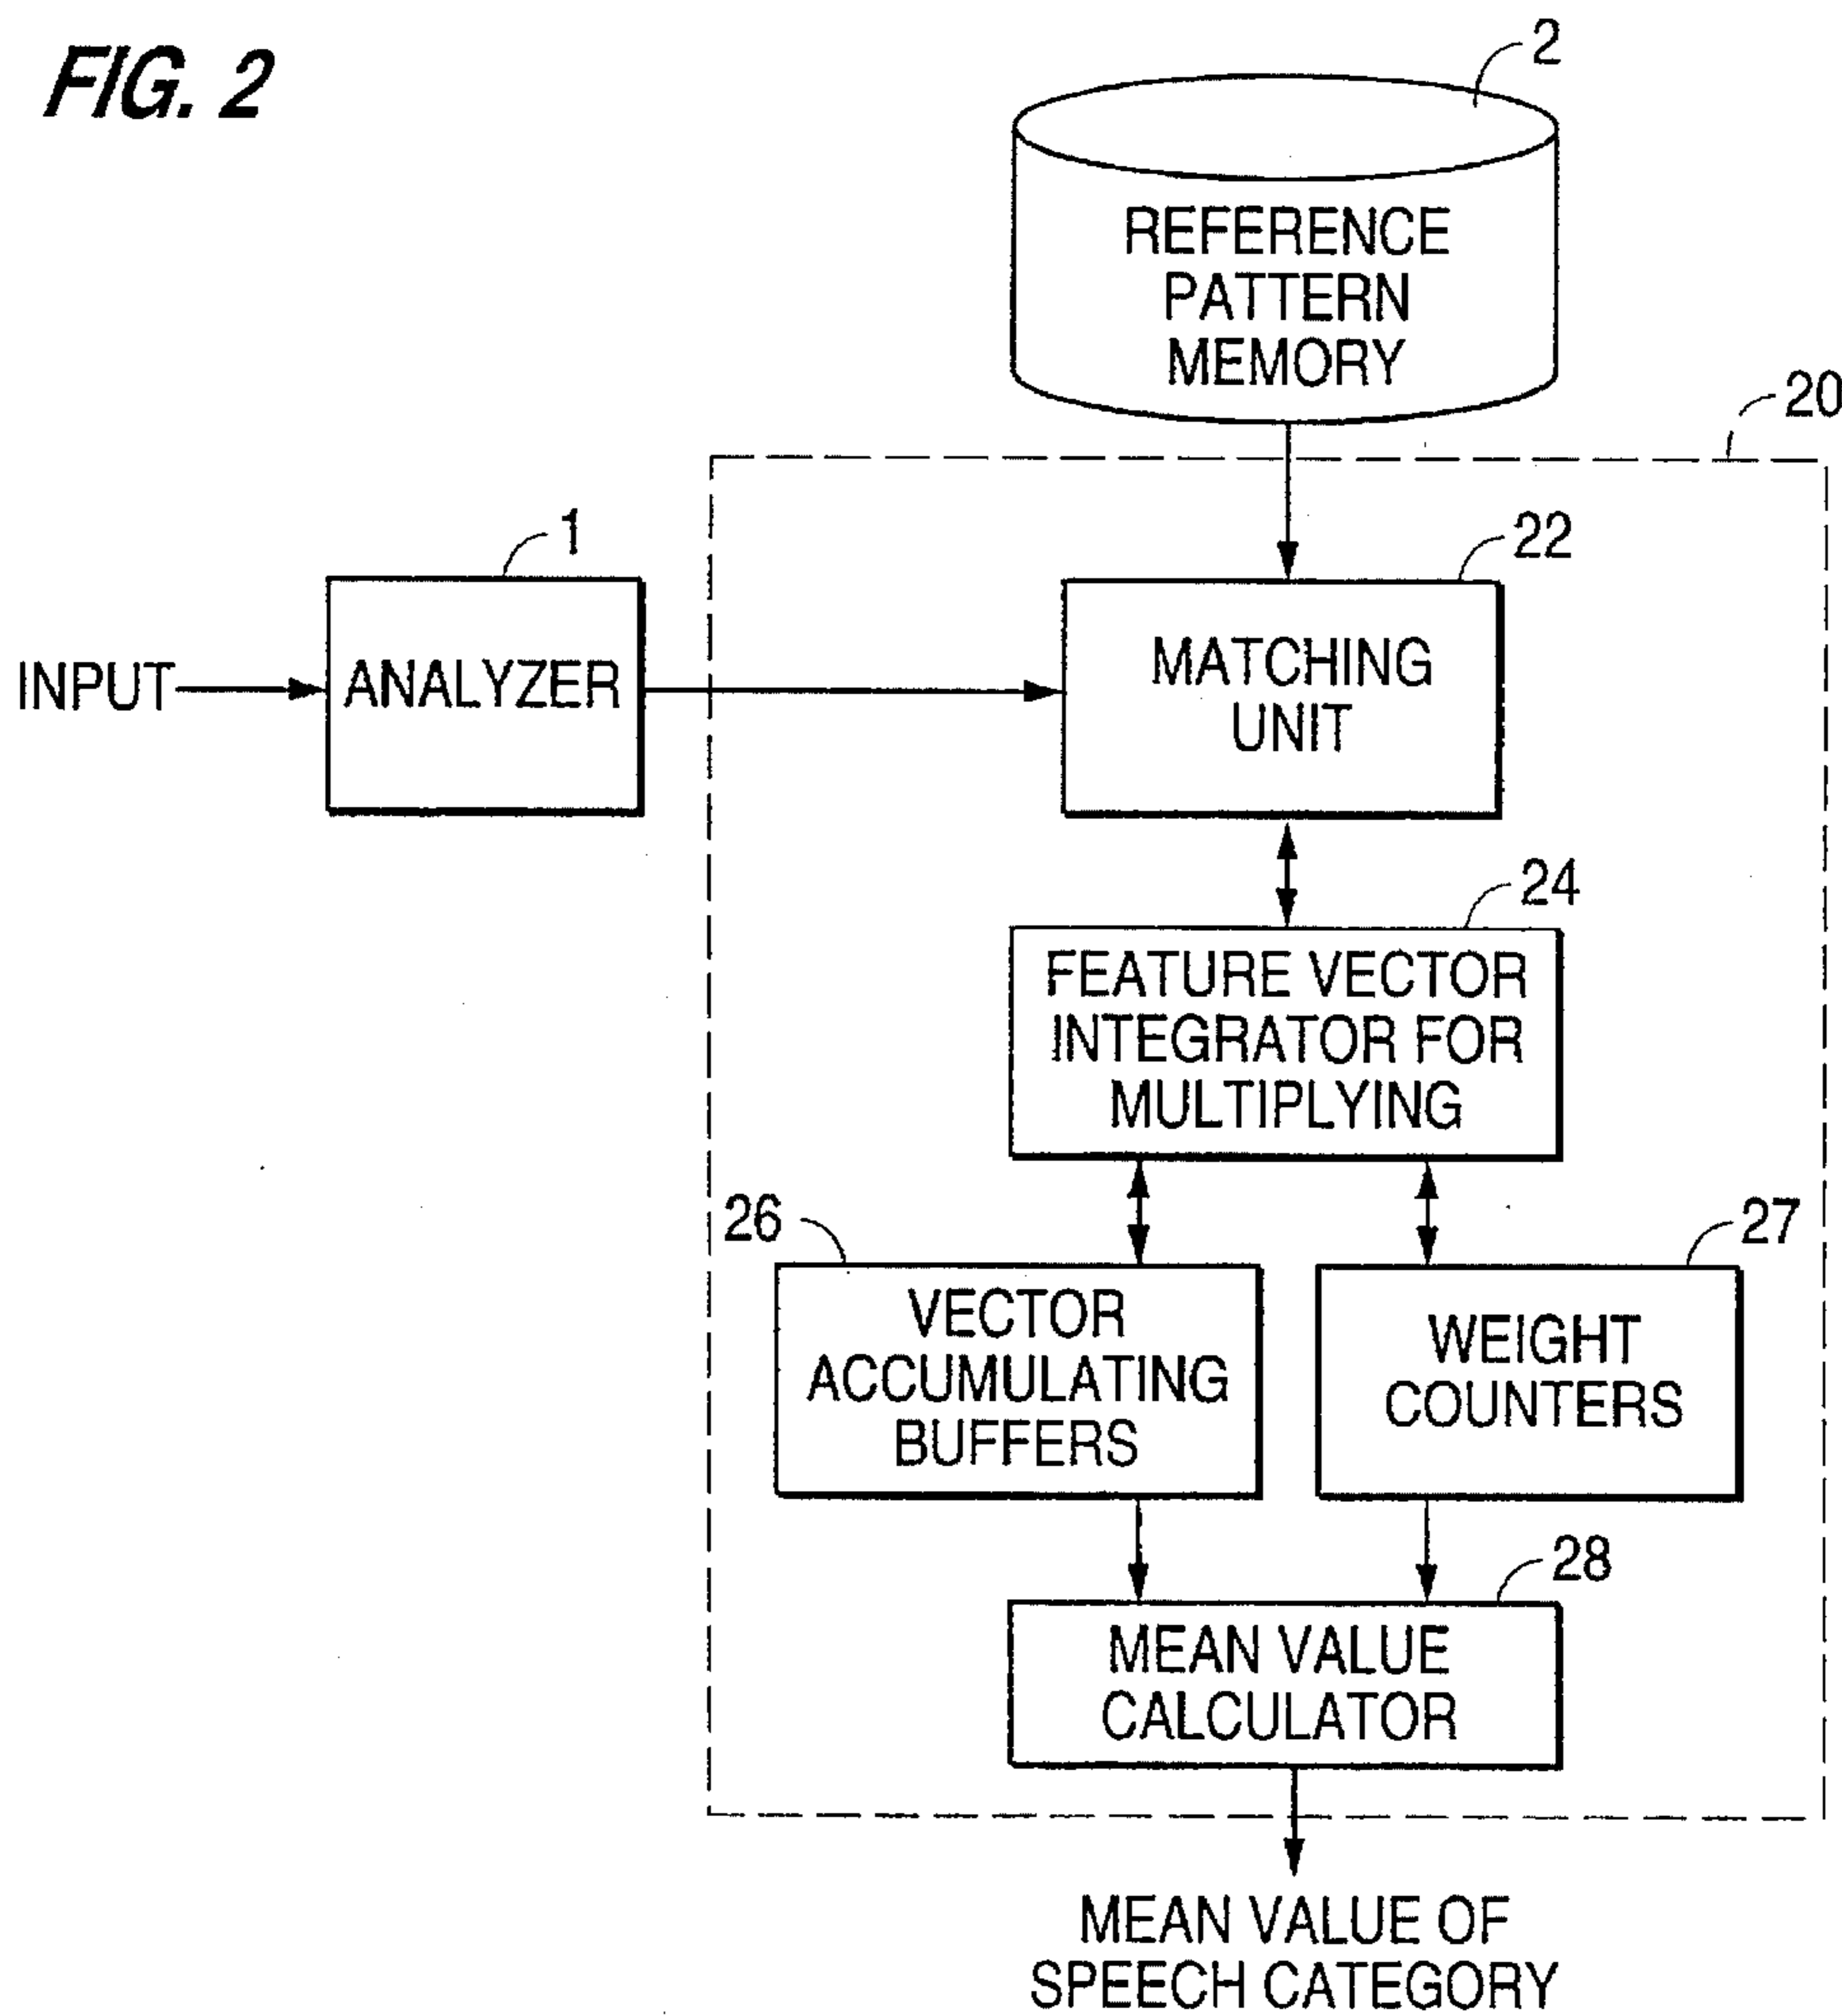 FIG. 2
2
REFERENCE
PATTERN
MEMORY
20
1
22
INPUT
ANALYZER
MATCHING
UNIT
24
FEATURE VECTOR
INTEGRATOR FOR
MULTIPLYING
26
27
VECTOR
ACCUMULATING
BUFFERS
WEIGHT
COUNTERS
28
MEAN VALUE
CALCULATOR
MEAN VALUE OF
SPEECH CATEGORY